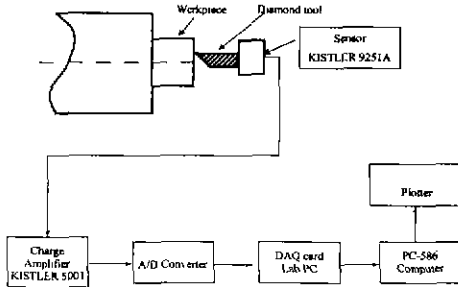 Workpiece
Diamond tool
Sensor
KISTLER 9251A
Plotter
Charge
Amplifier
KISTLER 5001
A/D Converter
DAQ card
Lab PC
PC-586
Computer